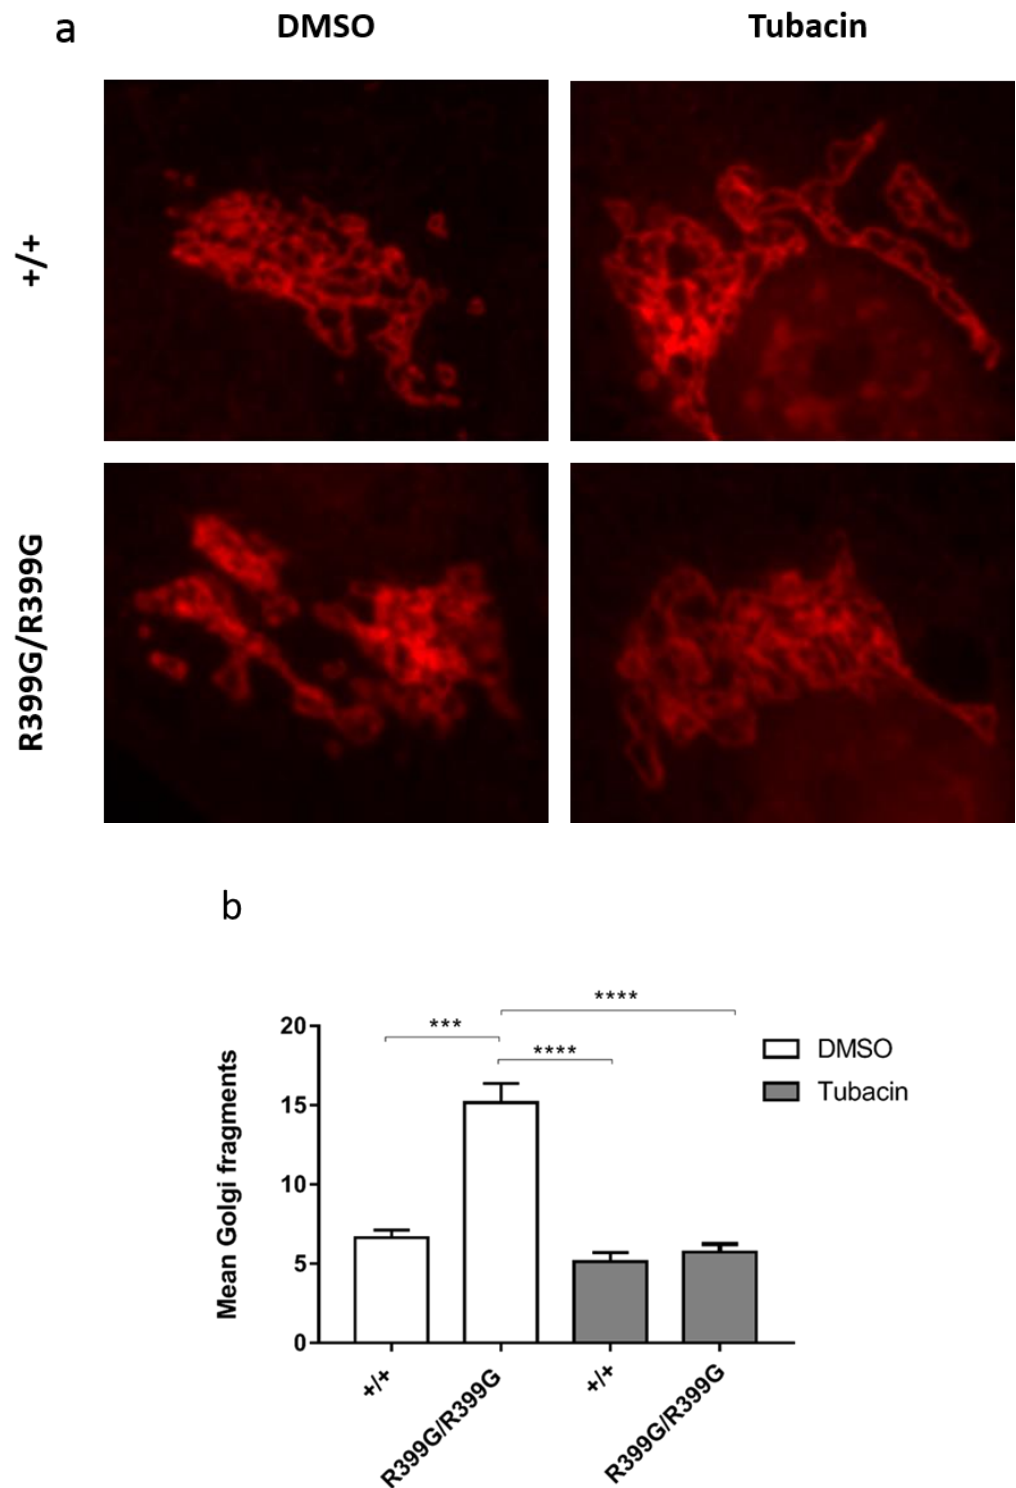 a
DMSO
Tubacin
+/+
R399G/R399G
b
****
***
****
Mean Golgi fragments
20
15
10
5
0
DMSO
Tubacin
+/+
R399G/R399G
+/+
R399G/R399G